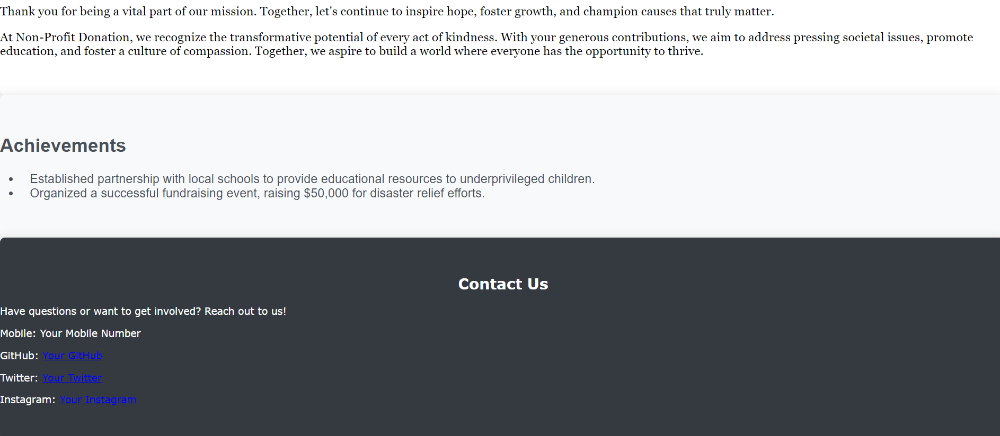 Thank you for being a vital part of our mission. Together, let's continue to inspire hope, foster growth, and champion causes that truly matter.
At Non-Profit Donation, we recognize the transformative potential of every act of kindness. With your generous contributions, we aim to address pressing societal issues, promote
education, and foster a culture of compassion. Together, we aspire to build a world where everyone has the opportunity to thrive.
Achievements
• Established partnership with local schools to provide educational resources to underprivileged children.
• Organized a successful fundraising event, raising $50,000 for disaster relief efforts.
Contact Us
Have questions or want to get involved? Reach out to us!
Mobile: Your Mobile Number
GitHub: Your GitHub
Twitter: Your Twitter
Instagram: Your Instagram